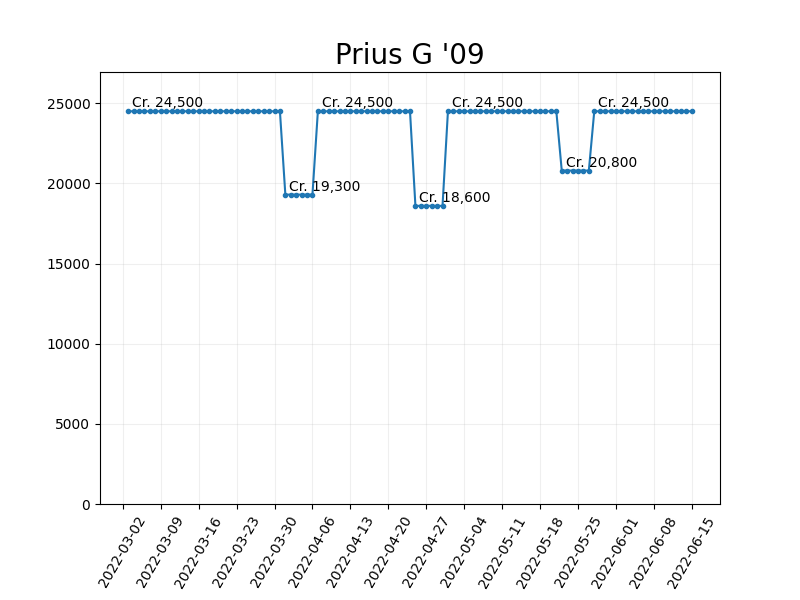 Prius G '09
25000
20000
15000
10000
5000
0
Cr. 24,500
Cr. 19,300
Cr. 24,500
Cr. 18,600
Cr. 24,500
Cr. 20,800
Cr. 24,500
2022-03-02
2022-03-09
2022-03-16
2022-03-23
2022-03-30
2022-04-06
2022-04-13
2022-04-20
2022-04-27
2022-05-04
2022-05-11
2022-05-18
2022-05-25
2022-06-01
2022-06-08
2022-06-15